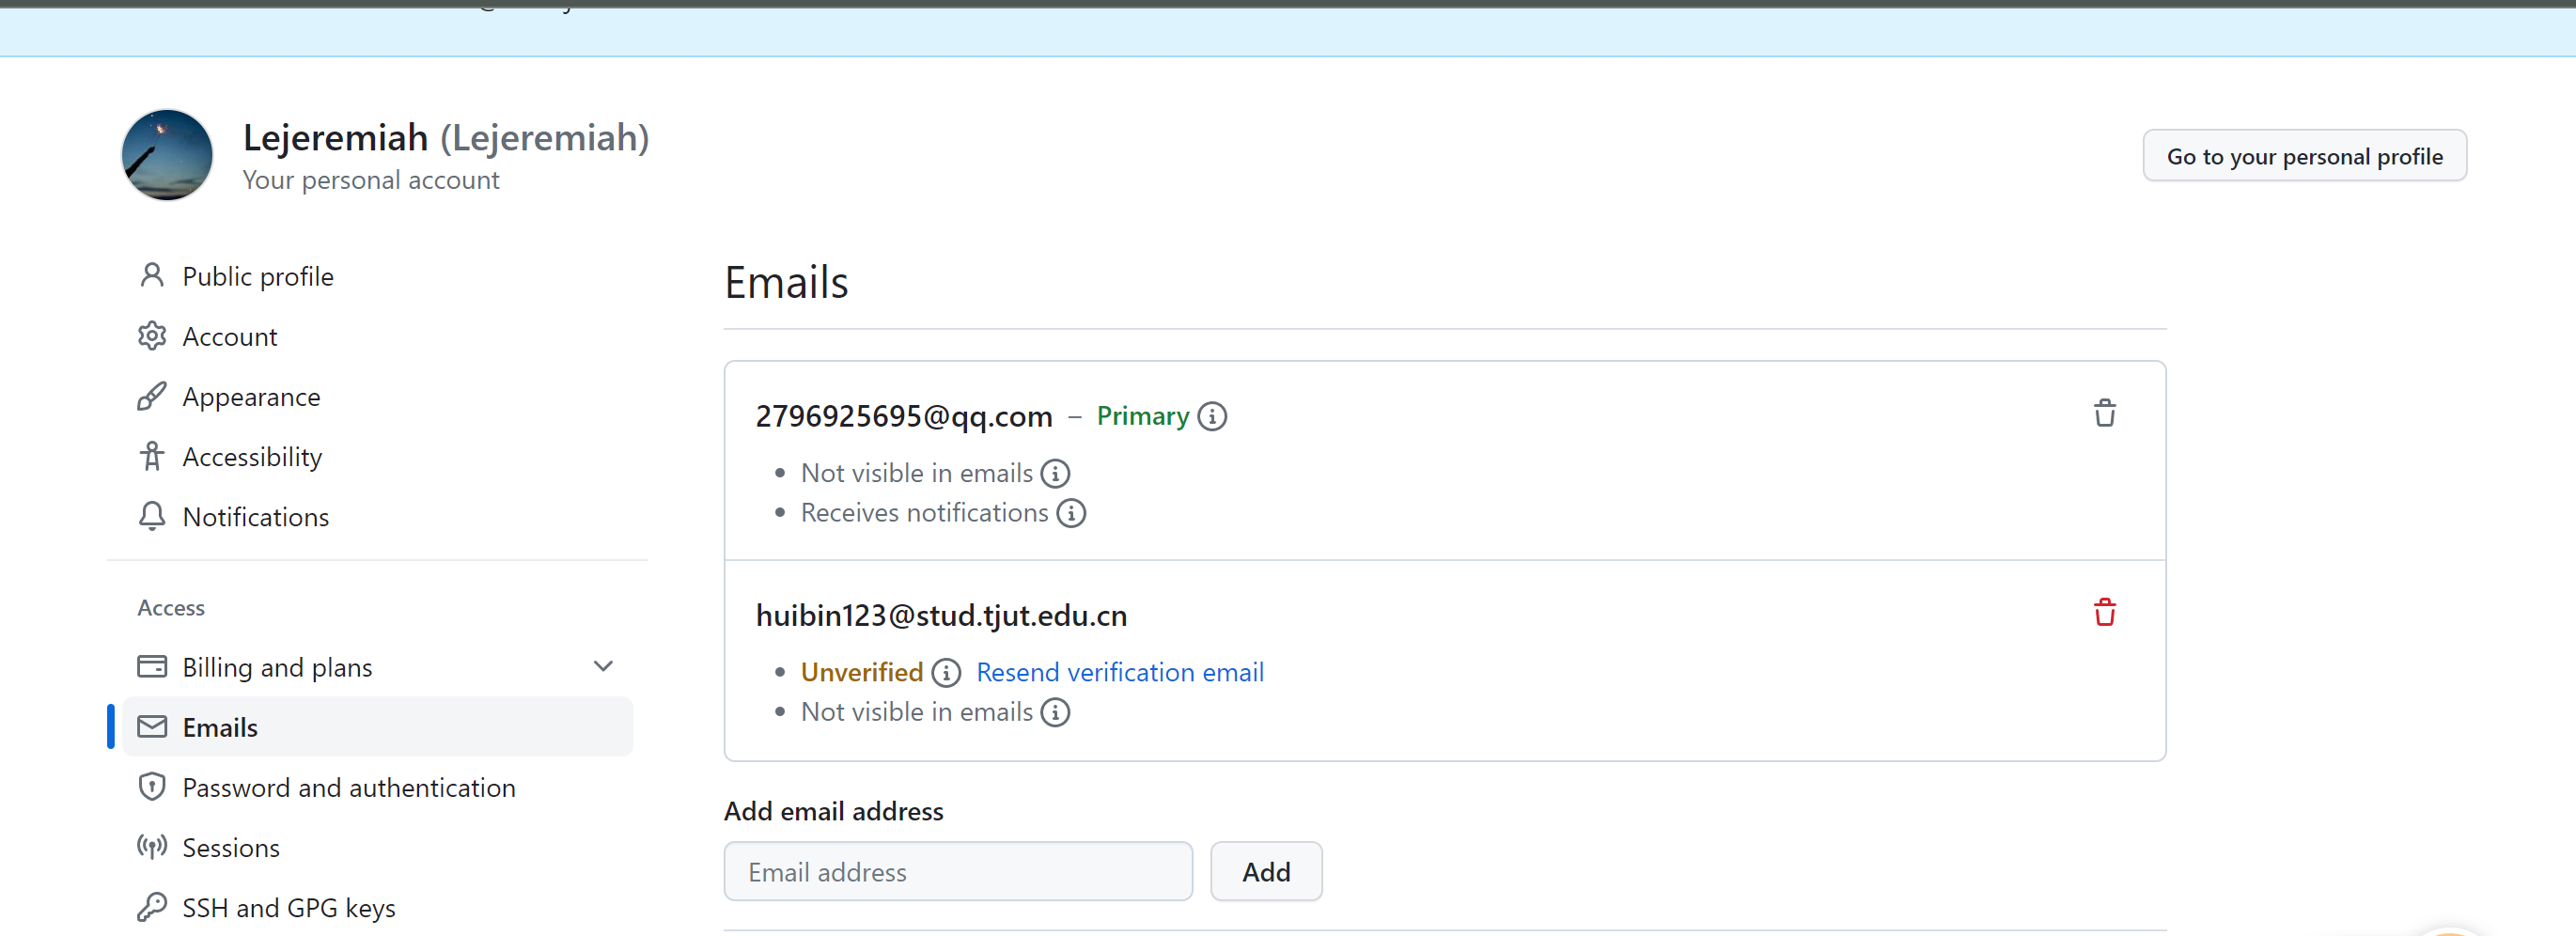 Lejeremiah (Lejeremiah)
Your personal account
Go to your personal profile
Public profile
Account
Appearance
Accessibility
Notifications
Access
Billing and plans
Emails
Password and authentication
Sessions
SSH and GPG keys
Emails
2796925695@qq.com – Primary
Not visible in emails
Receives notifications
huibin123@stud.tjut.edu.cn
Unverified Resend verification email
Not visible in emails
Add email address
Email address
Add